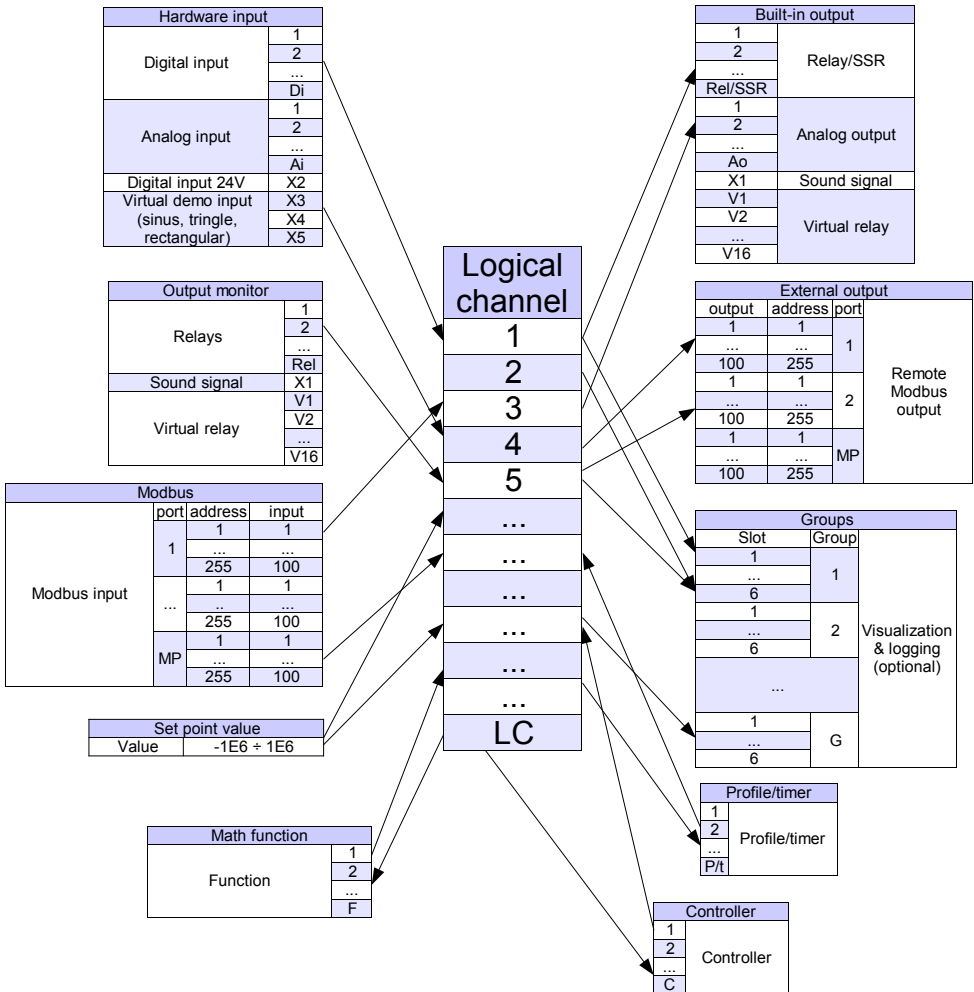 Hardware input
Digital input
1
2
...
Di
Analog input
1
2
...
Ai
Digital input 24V X2
Virtual demo input
(sinus, tringle,
rectangular)
X3
X4
X5
Output monitor
Relays
1
2
...
Rel
Sound signal X1
Virtual relay
V1
V2
...
V16
Modbus
port address input
Modbus input
1
1 1
... ...
255 100
...
1 1
.. ...
255 100
MP
1 1
... ...
255 100
Set point value
Value -1E6 ÷ 1E6
Math function
Function
1
2
...
F
Logical
channel
1
2
3
4
5
...
...
...
...
...
...
LC
Built-in output
1
2
...
Rel/SSR
Relay/SSR
1
2
...
Ao
Analog output
X1 Sound signal
V1
V2
...
V16
Virtual relay
External output
output address port
1 1
... ...
100 255
1
1 1
... ...
100 255
2
1 1
... ...
100 255
MP
Remote
Modbus
output
Groups
Slot Group
1
...
6
1
1
...
6
2
...
1
...
6
G
Visualization
& logging
(optional)
Profile/timer
1
2
...
P/t
Profile/timer
Controller
1
2
...
C
Controller